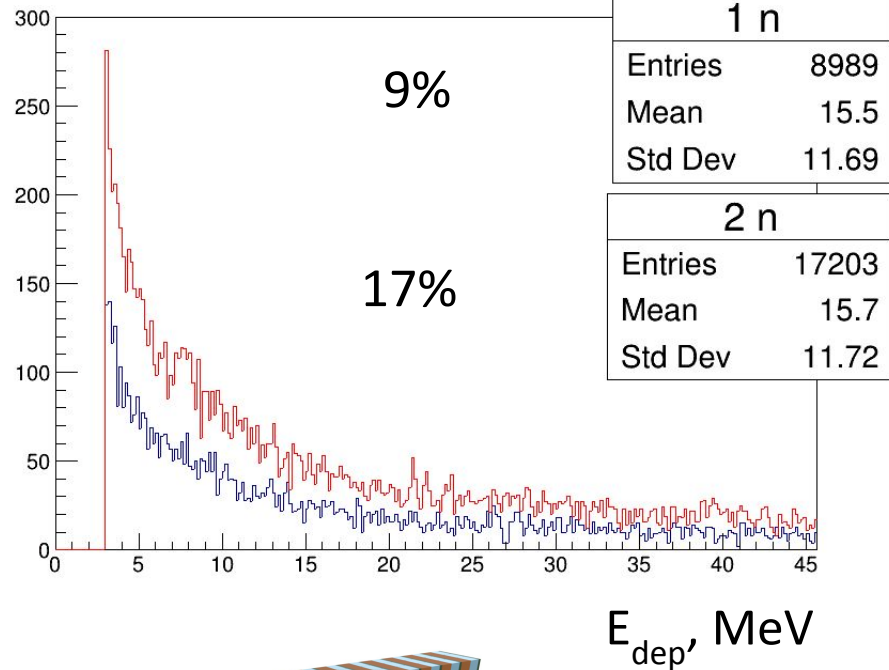 300
250
200
150
100
50
0
0 5 10 15 20 25 30 35 40 45
9%
17%
1 n
Entries 8989
Mean 15.5
Std Dev 11.69
2 n
Entries 17203
Mean 15.7
Std Dev 11.72
E_dep, MeV